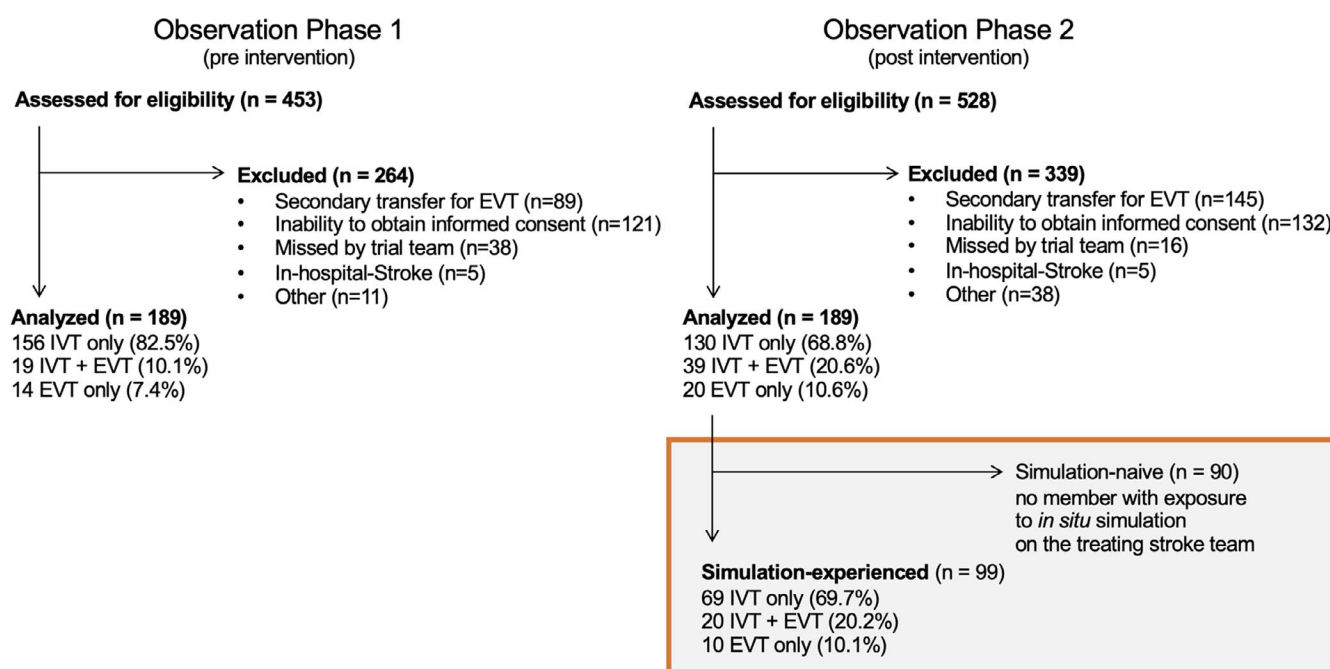 Observation Phase 1
(pre intervention)
Assessed for eligibility (n = 453)
Excluded (n = 264)
• Secondary transfer for EVT (n=89)
• Inability to obtain informed consent (n=121)
• Missed by trial team (n=38)
• In-hospital-Stroke (n=5)
• Other (n=11)
Analyzed (n = 189)
156 IVT only (82.5%)
19 IVT + EVT (10.1%)
14 EVT only (7.4%)
Observation Phase 2
(post intervention)
Assessed for eligibility (n = 528)
Excluded (n = 339)
• Secondary transfer for EVT (n=145)
• Inability to obtain informed consent (n=132)
• Missed by trial team (n=16)
• In-hospital-Stroke (n=5)
• Other (n=38)
Analyzed (n = 189)
130 IVT only (68.8%)
39 IVT + EVT (20.6%)
20 EVT only (10.6%)
Simulation-naive (n = 90)
no member with exposure
to in situ simulation
on the treating stroke team
Simulation-experienced (n = 99)
69 IVT only (69.7%)
20 IVT + EVT (20.2%)
10 EVT only (10.1%)